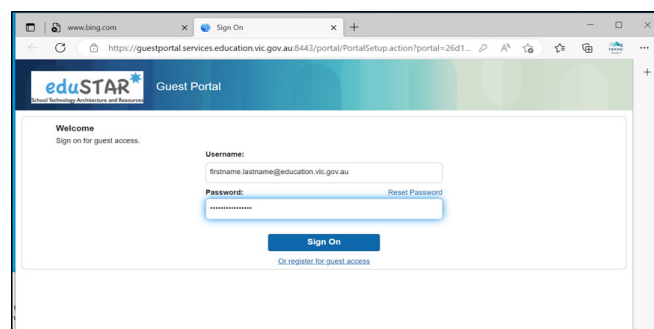 www.bing.com
Sign On
https://guestportal.services.education.vic.gov.au:8443/portal/PortalSetup.action?portal=26d1...
eduSTAR*
School Technology Architecture and Resources
Guest Portal
Welcome
Sign on for guest access.
Username:
firstname.lastname@education.vic.gov.au
Password:
Reset Password
Sign On
Or register for guest access